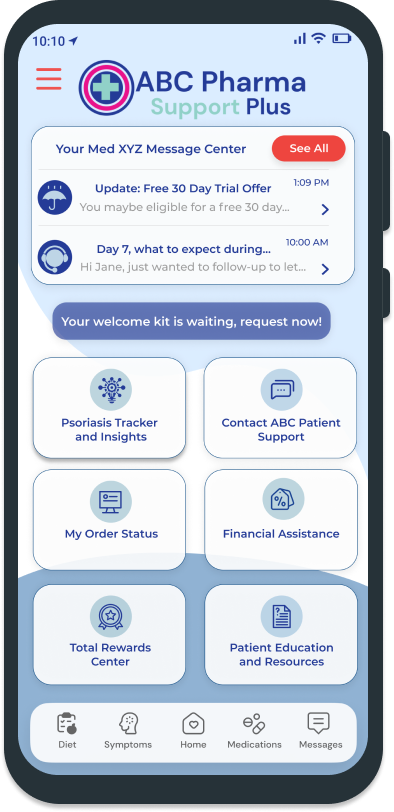 10:10
ABC Pharma
Support Plus
Your Med XYZ Message Center
See All
Update: Free 30 Day Trial Offer
1:09 PM
You maybe eligible for a free 30 day...
Day 7, what to expect during...
10:00 AM
Hi Jane, just wanted to follow-up to let...
Your welcome kit is waiting, request now!
Psoriasis Tracker
and Insights
Contact ABC Patient
Support
My Order Status
Financial Assistance
Total Rewards
Center
Patient Education
and Resources
Diet
Symptoms
Home
Medications
Messages